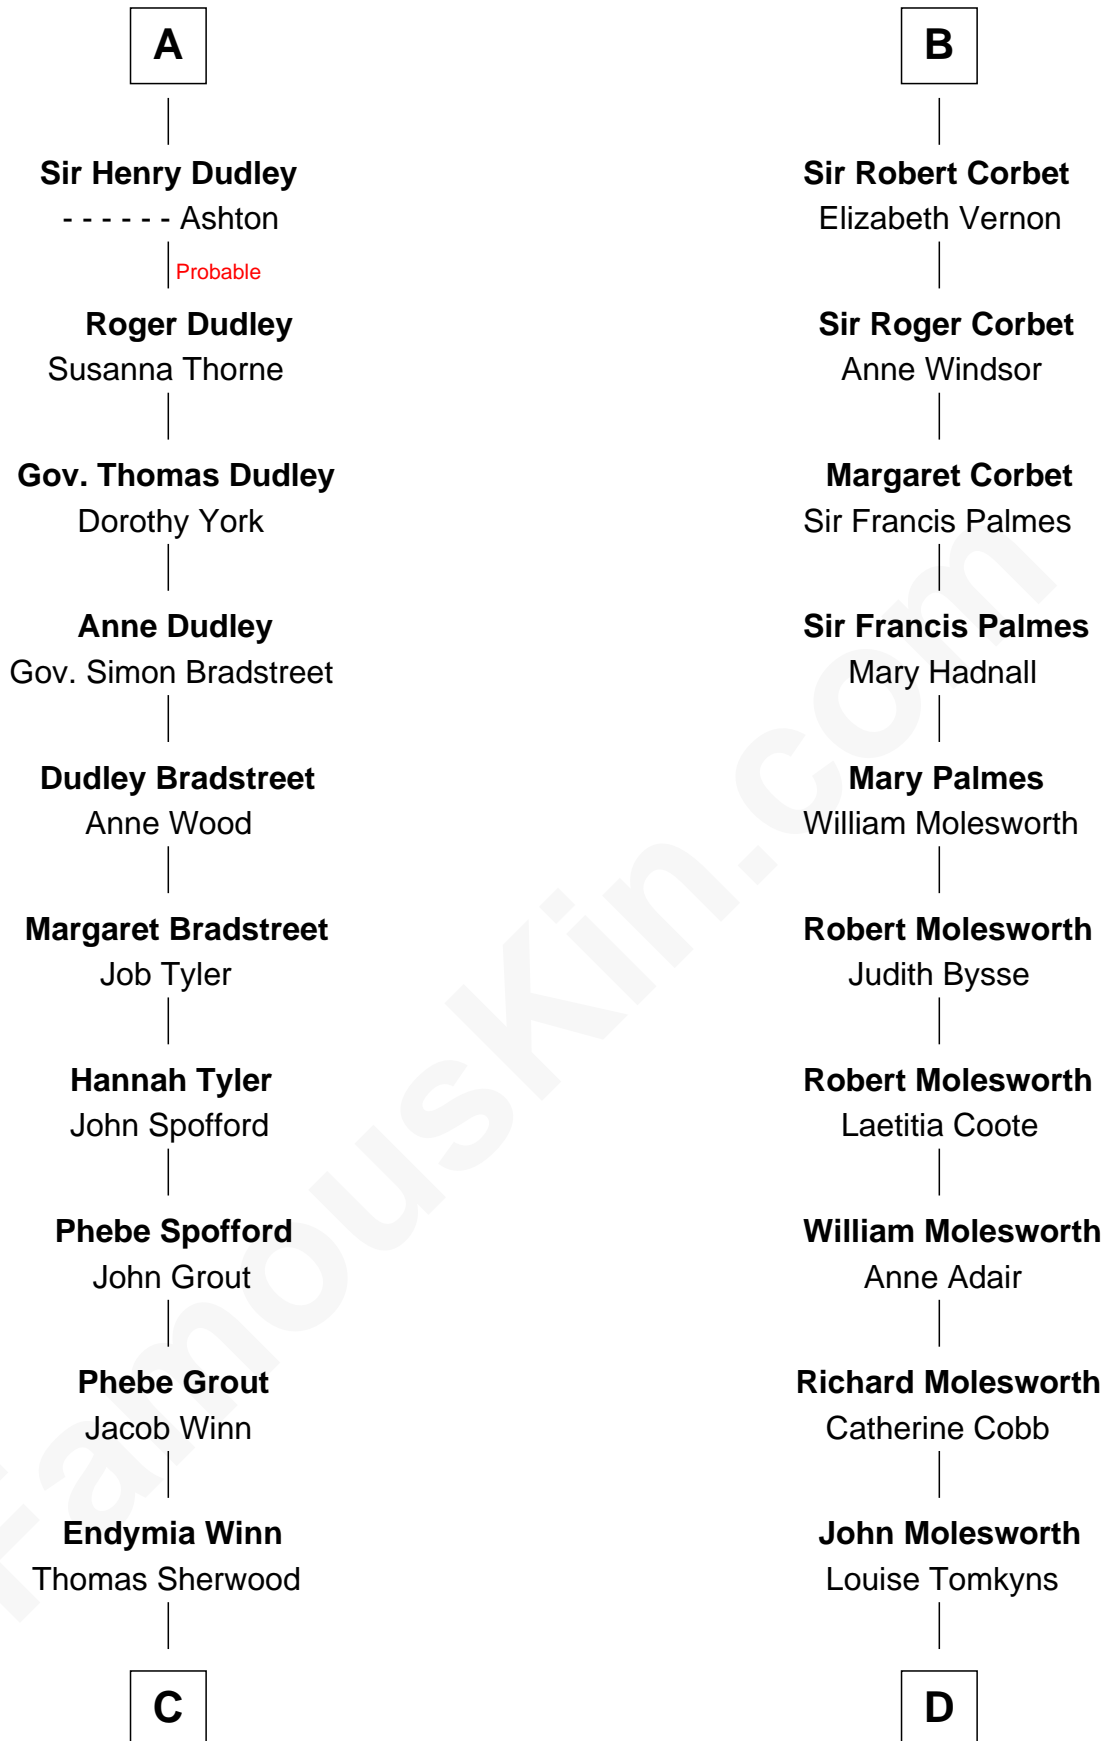 A
Sir Henry Dudley
- - - - - - Ashton
Probable
Roger Dudley
Susanna Thorne
Gov. Thomas Dudley
Dorothy York
Anne Dudley
Gov. Simon Bradstreet
Dudley Bradstreet
Anne Wood
Margaret Bradstreet
Job Tyler
Hannah Tyler
John Spofford
Phebe Spofford
John Grout
Phebe Grout
Jacob Winn
Endymia Winn
Thomas Sherwood
C
B
Sir Robert Corbet
Elizabeth Vernon
Sir Roger Corbet
Anne Windsor
Margaret Corbet
Sir Francis Palmes
Sir Francis Palmes
Mary Hadnall
Mary Palmes
William Molesworth
Robert Molesworth
Judith Bysse
Robert Molesworth
Laetitia Coote
William Molesworth
Anne Adair
Richard Molesworth
Catherine Cobb
John Molesworth
Louise Tomkyns
D
FamousKin.com